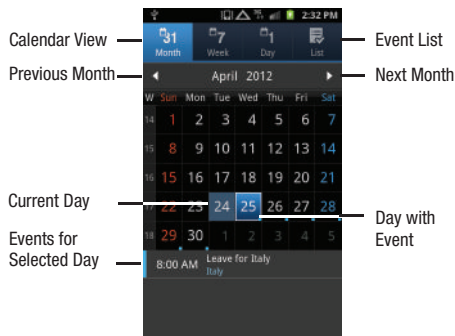 2:32 PM
Calendar View
31 7 1
Month Week Day List
Event List
Previous Month
April 2012
Next Month
W Sun Mon Tue Wed Thu Fri Sat
14 1 2 3 4 5 6 7
15 8 9 10 11 12 13 14
16 15 16 17 18 19 20 21
Current Day
17 22 23 24 25 26 27 28
Day with
Event
18 29 30 1 2 3 4 5
Events for
Selected Day
8:00 AM Leave for Italy
Italy